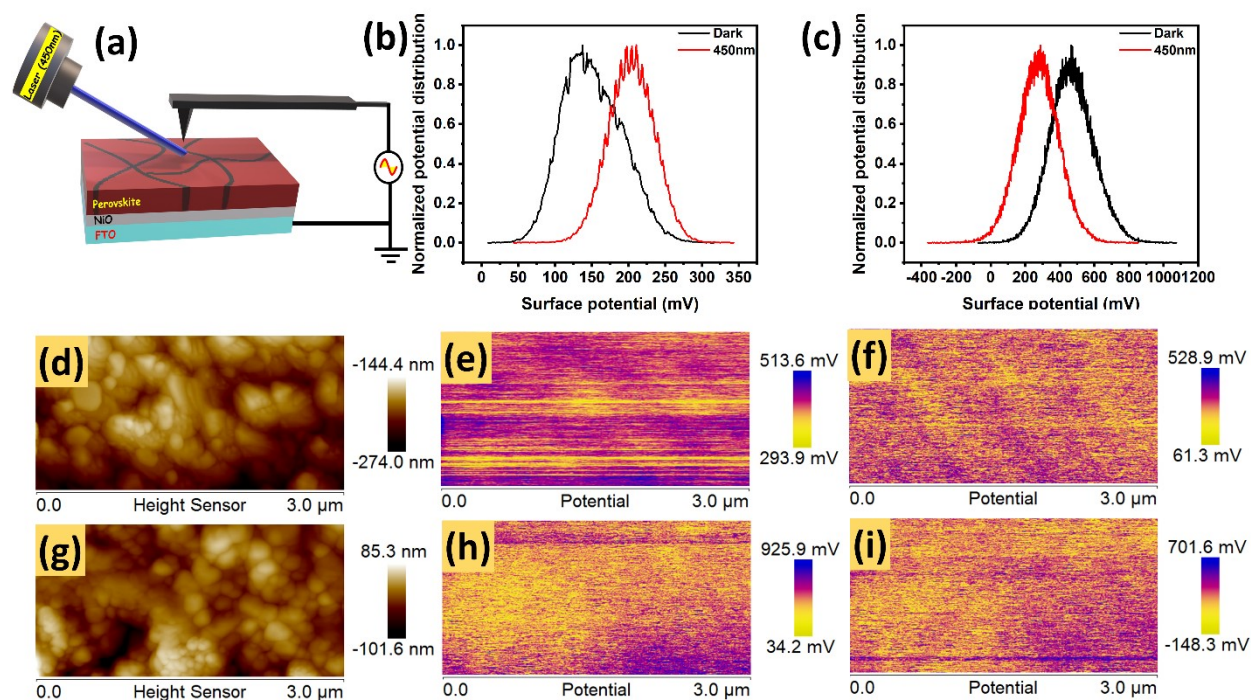 (a)
Laser (450nm)
Perovskite
NiO
FTO
(b)
Normalized potential distribution
1.0
0.8
0.6
0.4
0.2
0.0
Dark
450nm
0 50 100 150 200 250 300 350
Surface potential (mV)
(c)
Normalized potential distribution
1.0
0.8
0.6
0.4
0.2
0.0
Dark
450nm
-400 -200 0 200 400 600 800 1000 1200
Surface potential (mV)
(d)
-144.4 nm
-274.0 nm
0.0 Height Sensor 3.0 µm
(e)
513.6 mV
293.9 mV
0.0 Potential 3.0 µm
(f)
528.9 mV
61.3 mV
0.0 Potential 3.0 µm
(g)
85.3 nm
-101.6 nm
0.0 Height Sensor 3.0 µm
(h)
925.9 mV
34.2 mV
0.0 Potential 3.0 µm
(i)
701.6 mV
-148.3 mV
0.0 Potential 3.0 µm